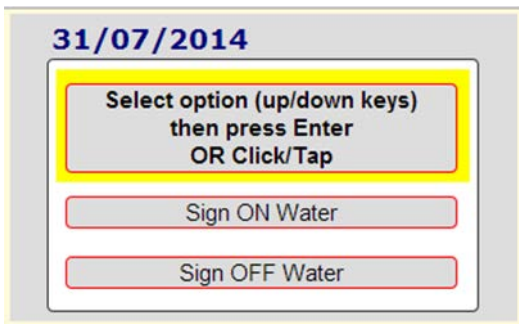 31/07/2014
Select option (up/down keys)
then press Enter
OR Click/Tap
Sign ON Water
Sign OFF Water